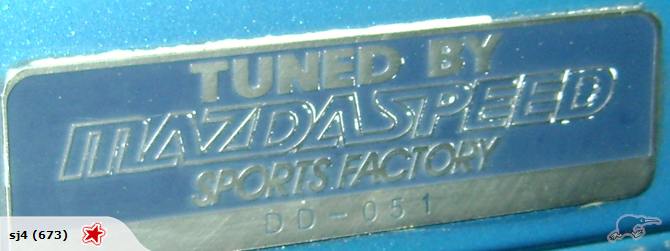 TUNED BY
MAZDASPEED
SPORTS FACTORY
DD-051
sj4 (673)